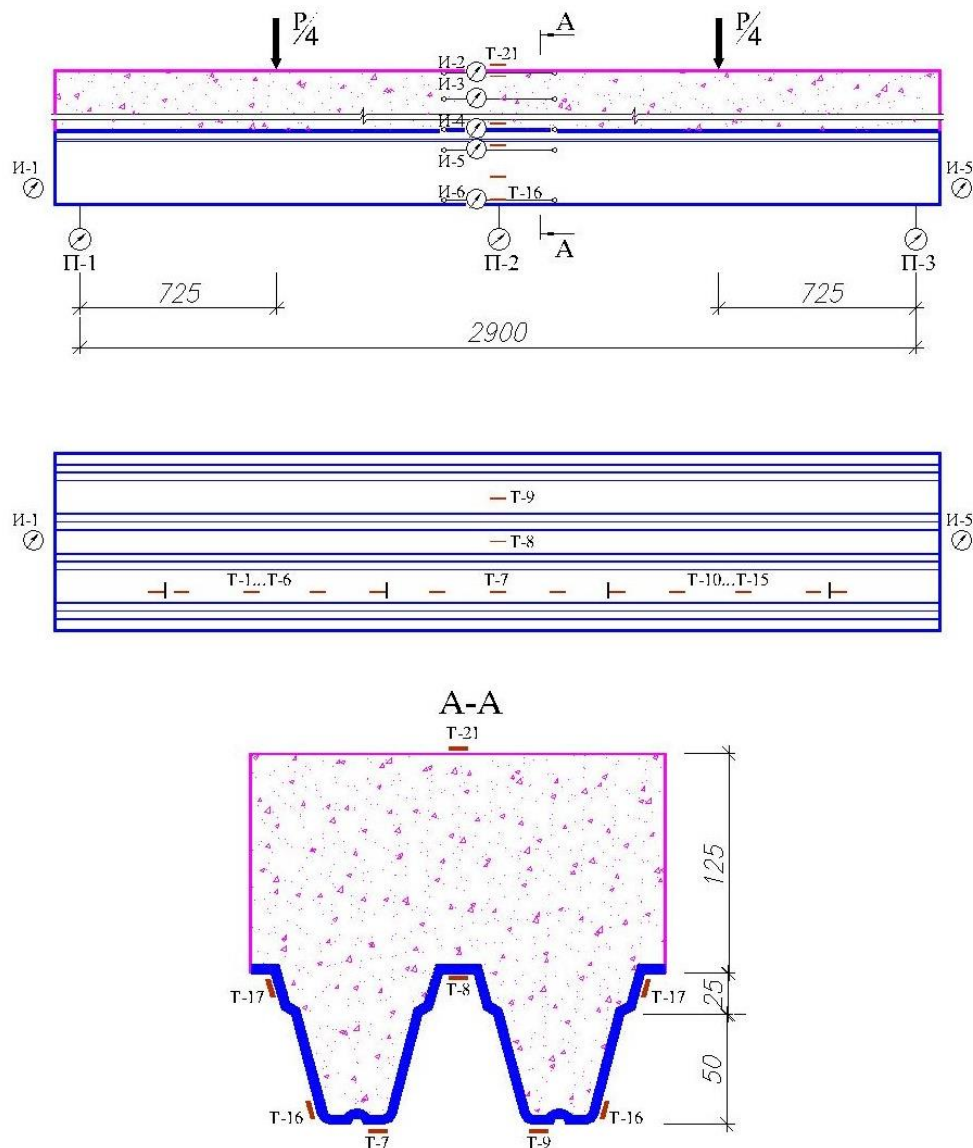 P/4 A P/4
И-2 Т-21
И-3
И-4
И-5
И-1 И-5
И-6 Т-16
П-1 П-2 A П-3
725 725
2900
Т-9
И-1 И-5
Т-8
Т-1...Т-6 Т-7 Т-10...Т-15
А-А
Т-21
125
Т-17 Т-8 Т-17
25
50
Т-16 Т-16
Т-7 Т-9